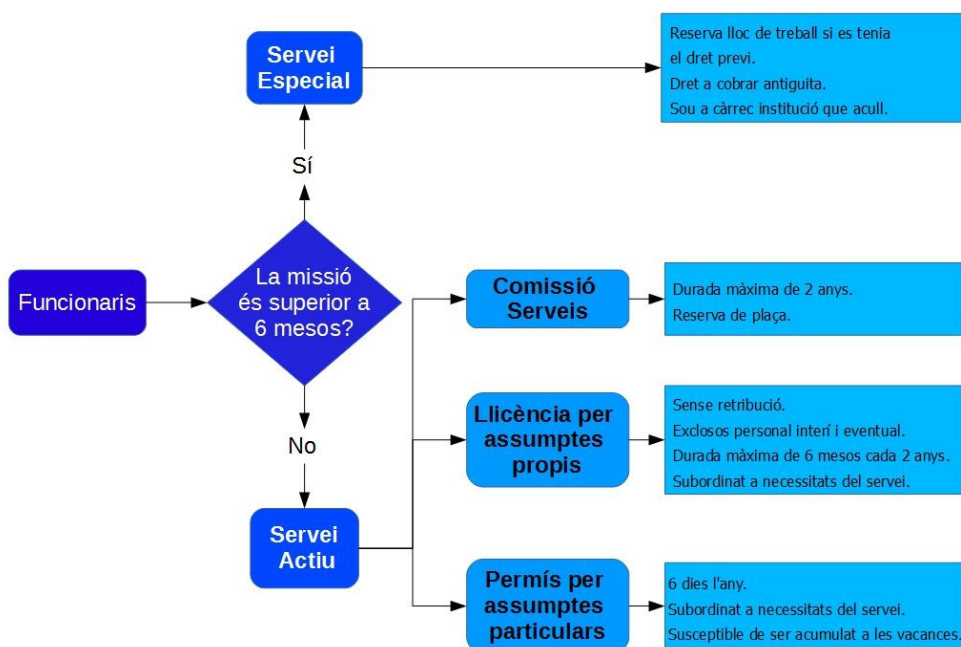 Servei
Especial
Reserva lloc de treball si es tenia
el dret previ.
Dret a cobrar antiguita.
Sou a càrrec institució que acull.
Sí
Funcionaris
La missió
és superior a
6 mesos?
Comissió
Serveis
Durada màxima de 2 anys.
Reserva de plaça.
No
Llicència per
assumptes
propis
Sense retribució.
Exclosos personal interí i eventual.
Durada màxima de 6 mesos cada 2 anys.
Subordinat a necessitats del servei.
Servei
Actiu
Permís per
assumptes
particulars
6 dies l'any.
Subordinat a necessitats del servei.
Susceptible de ser acumulat a les vacances.